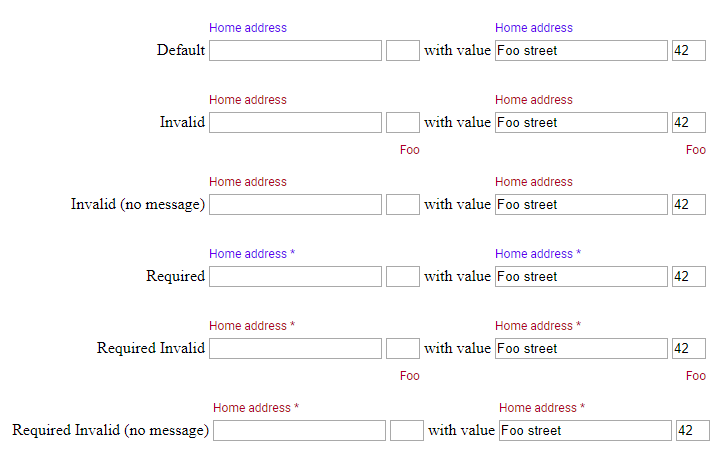 Home address Home address
Default with value Foo street 42
Home address Home address
Invalid with value Foo street 42
Foo Foo
Home address Home address
Invalid (no message) with value Foo street 42
Home address * Home address *
Required with value Foo street 42
Home address * Home address *
Required Invalid with value Foo street 42
Foo Foo
Home address * Home address *
Required Invalid (no message) with value Foo street 42